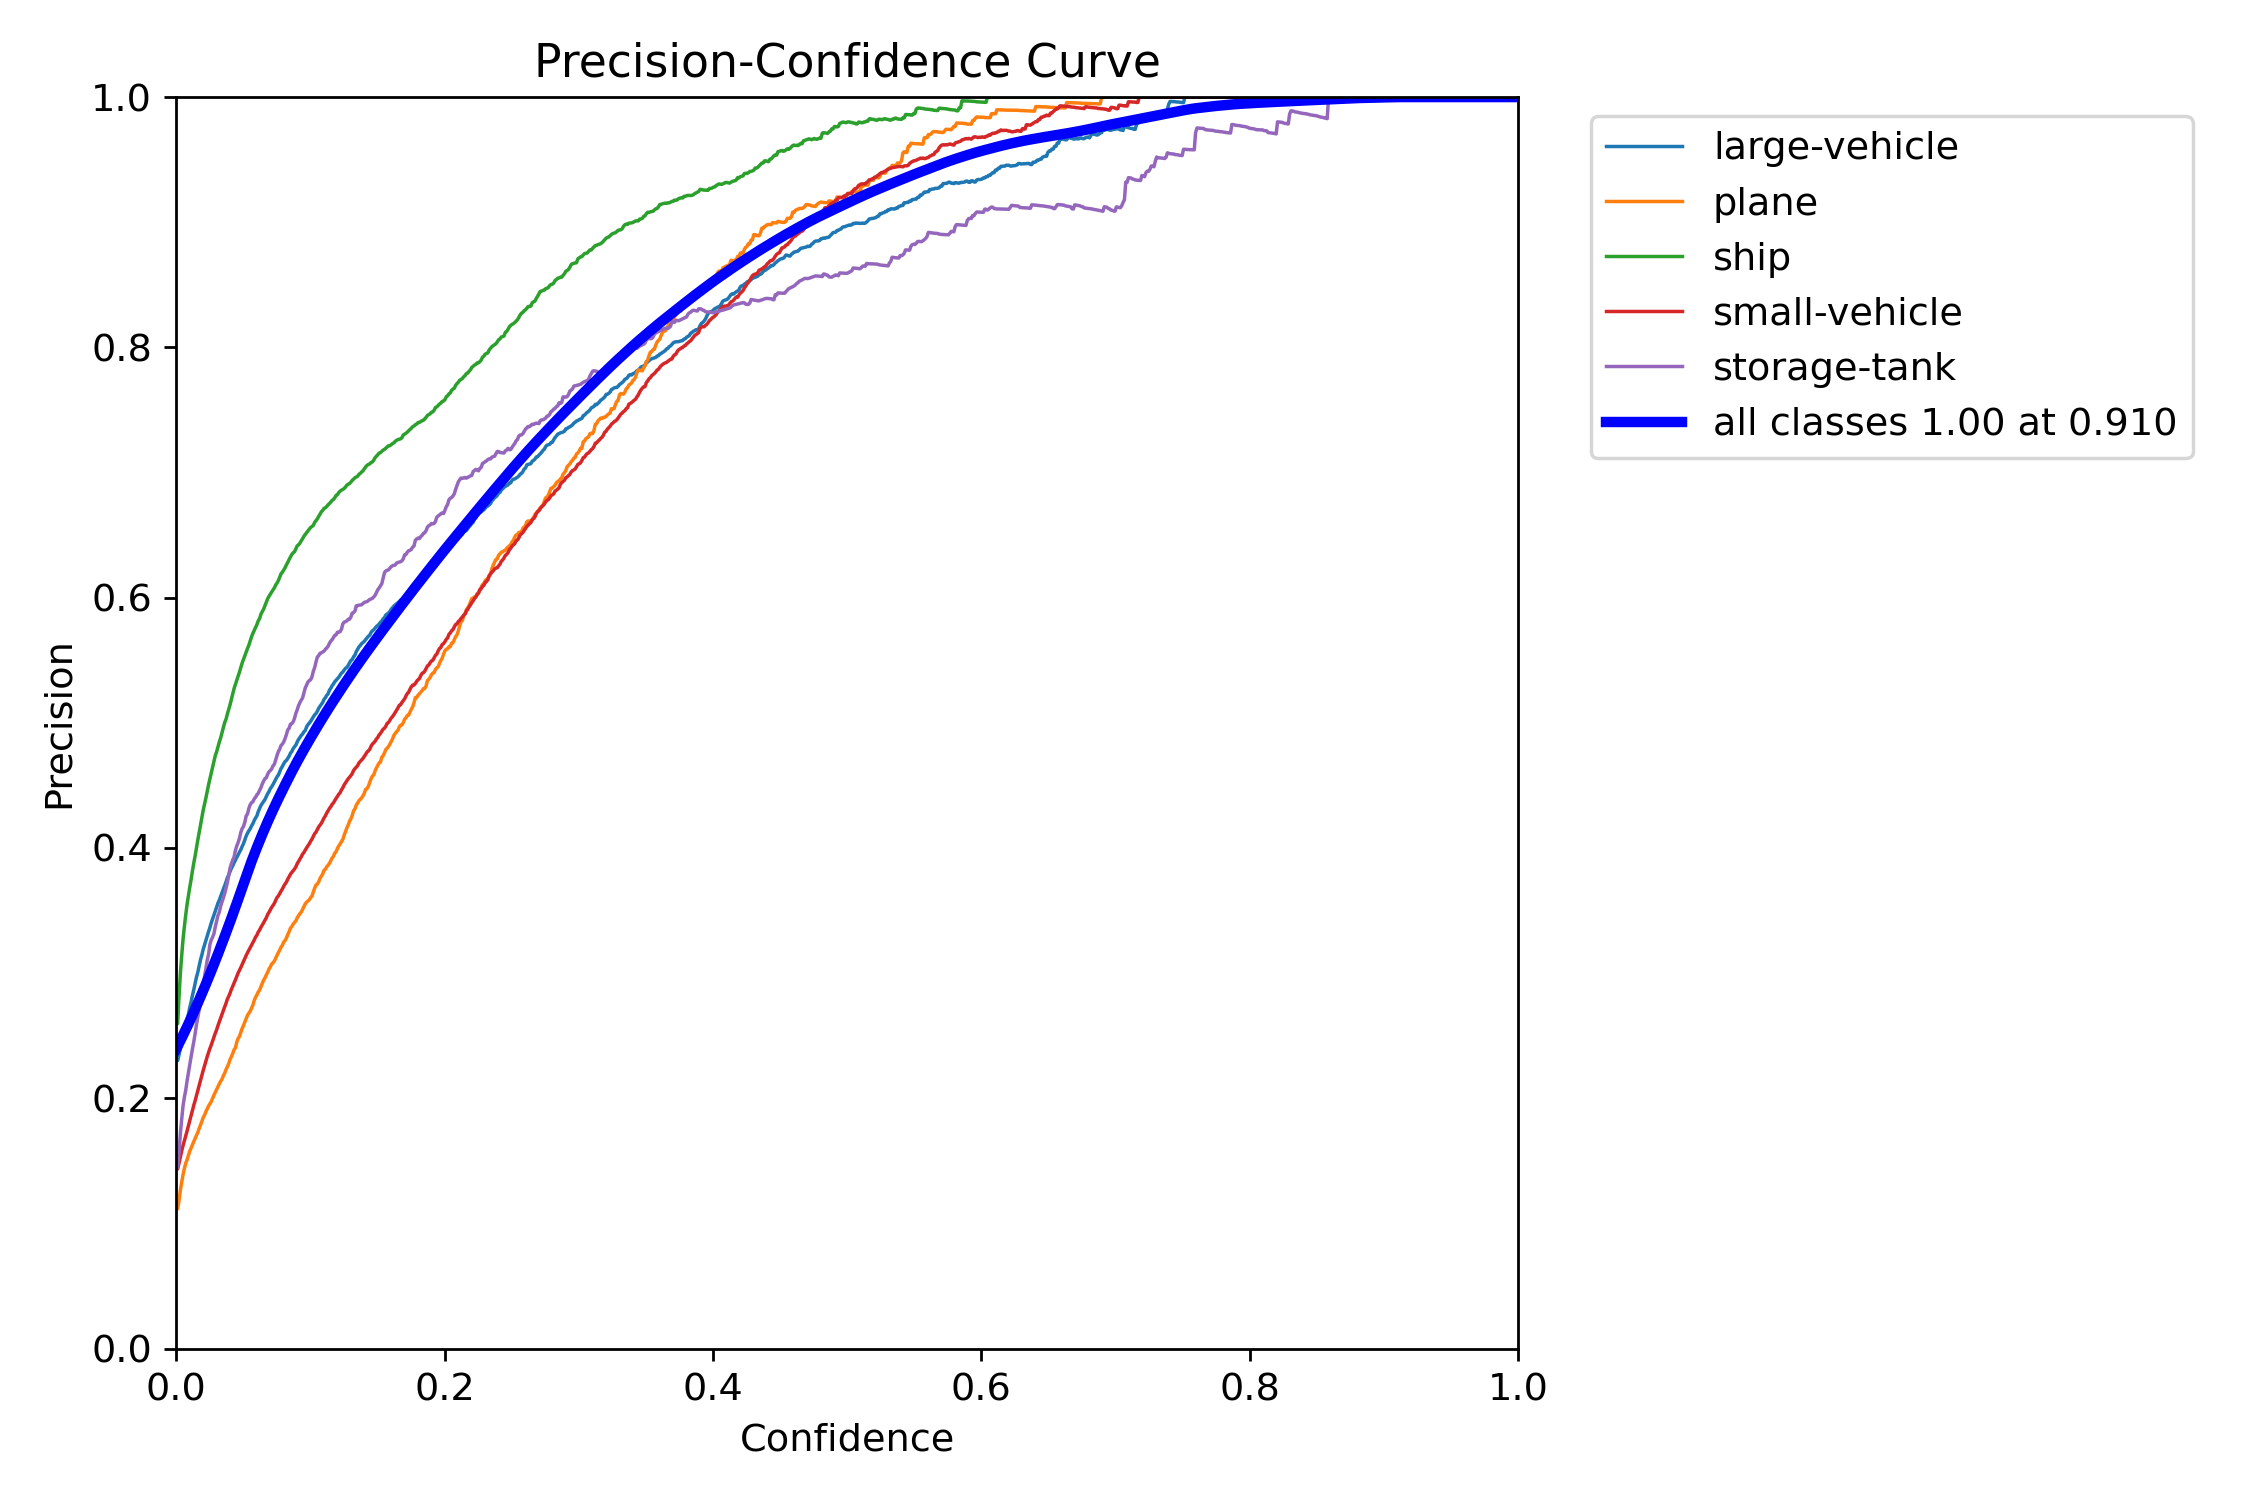 Precision-Confidence Curve
1.0
0.8
0.6
0.4
0.2
0.0
Precision
0.0 0.2 0.4 0.6 0.8 1.0
Confidence
large-vehicle
plane
ship
small-vehicle
storage-tank
all classes 1.00 at 0.910